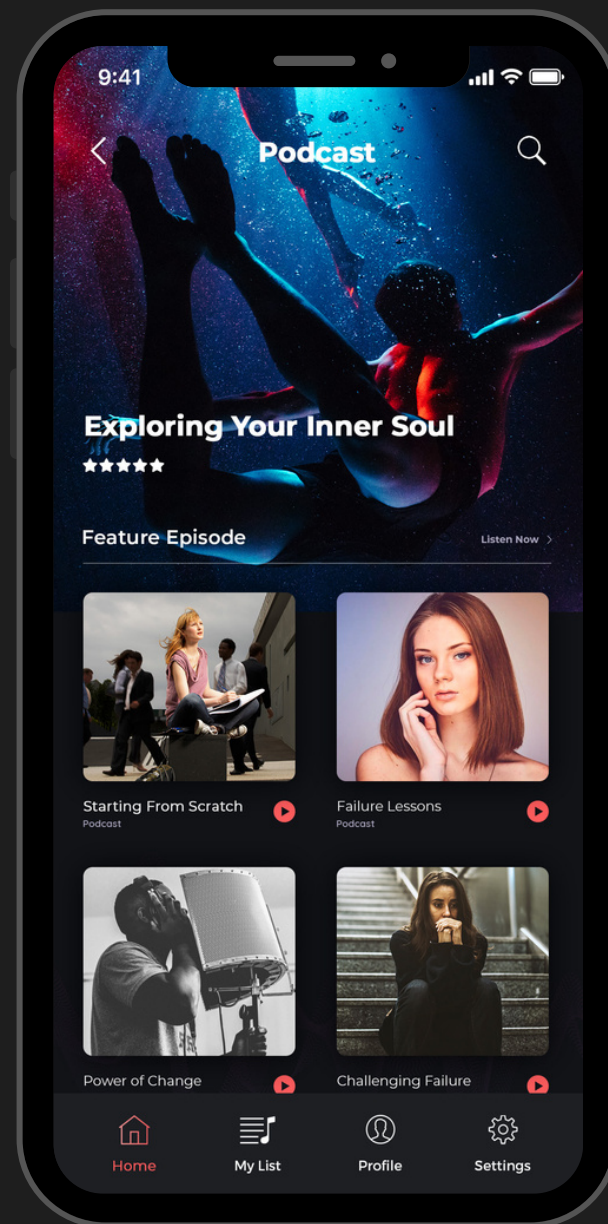 9:41
Podcast
Exploring Your Inner Soul
Feature Episode
Listen Now
Starting From Scratch
Podcast
Failure Lessons
Podcast
Power of Change
Challenging Failure
Home
My List
Profile
Settings